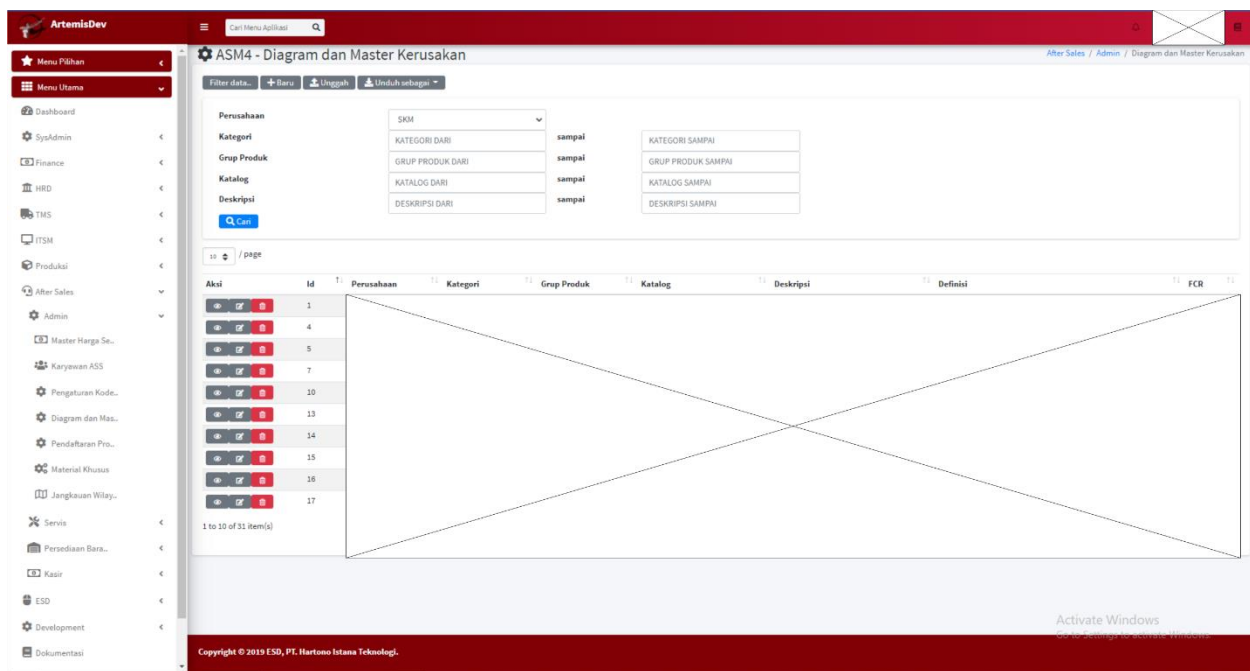 ArtemisDev
Cari Menu Aplikasi
Menu Pilihan
Menu Utama
Dashboard
SysAdmin
Finance
HRD
TMS
ITSM
Produksi
After Sales
Admin
Master Harga Se..
Karyawan ASS
Pengaturan Kode..
Diagram dan Mas..
Pendaftaran Pro..
Material Khusus
Jangkauan Wilay..
Servis
Persediaan Bara..
Kasir
ESD
Development
Dokumentasi
ASM4 - Diagram dan Master Kerusakan
After Sales / Admin / Diagram dan Master Kerusakan
Filter data.. Baru Unggah Unduh sebagai
Perusahaan SKM
Kategori KATEGORI DARI sampai KATEGORI SAMPAI
Grup Produk GRUP PRODUK DARI sampai GRUP PRODUK SAMPAI
Katalog KATALOG DARI sampai KATALOG SAMPAI
Deskripsi DESKRIPSI DARI sampai DESKRIPSI SAMPAI
Cari
10 / page
Aksi Id Perusahaan Kategori Grup Produk Katalog Deskripsi Definisi FCR
1
4
5
7
10
13
14
15
16
17
1 to 10 of 31 item(s)
Activate Windows
Go to Settings to activate Windows.
Copyright © 2019 ESD, PT. Hartono Istana Teknologi.